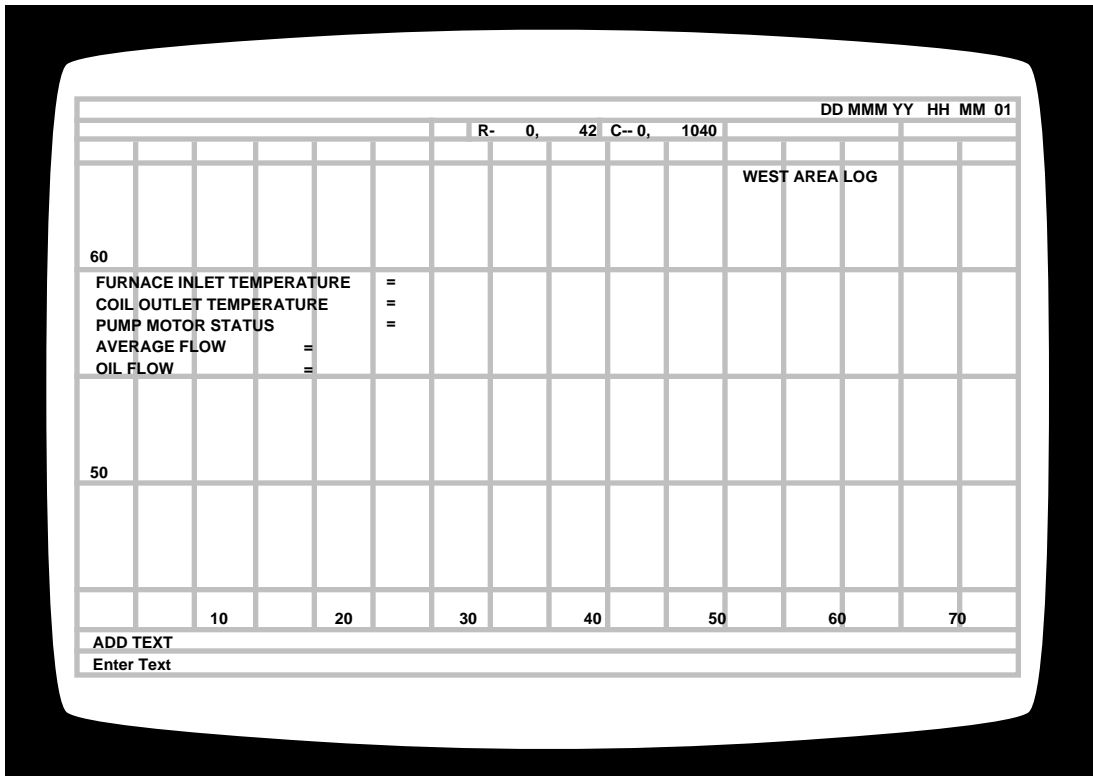 DD MMM YY HH MM 01
R- 0, 42 C-- 0, 1040
WEST AREA LOG
60
FURNACE INLET TEMPERATURE =
COIL OUTLET TEMPERATURE =
PUMP MOTOR STATUS =
AVERAGE FLOW =
OIL FLOW =
50
10 20 30 40 50 60 70
ADD TEXT
Enter Text